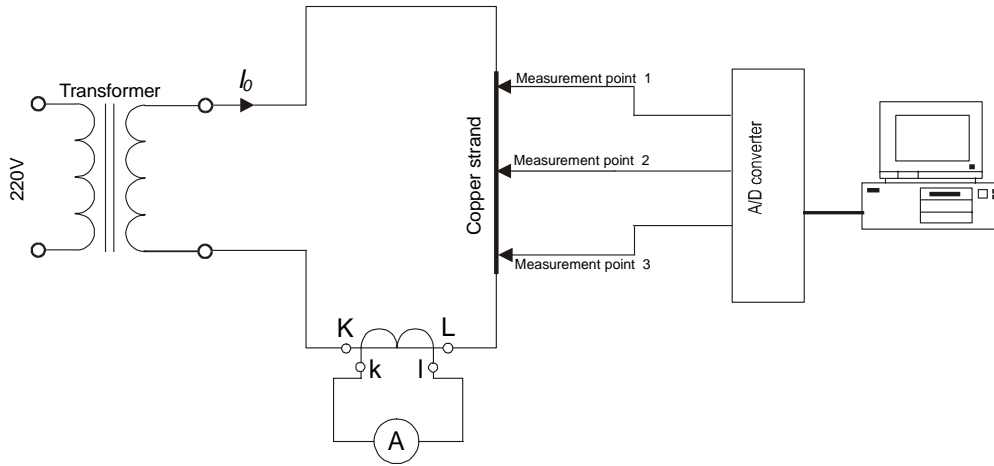 Transformer
I0
220V
Copper strand
Measurement point 1
Measurement point 2
Measurement point 3
A/D converter
K
L
k
l
A